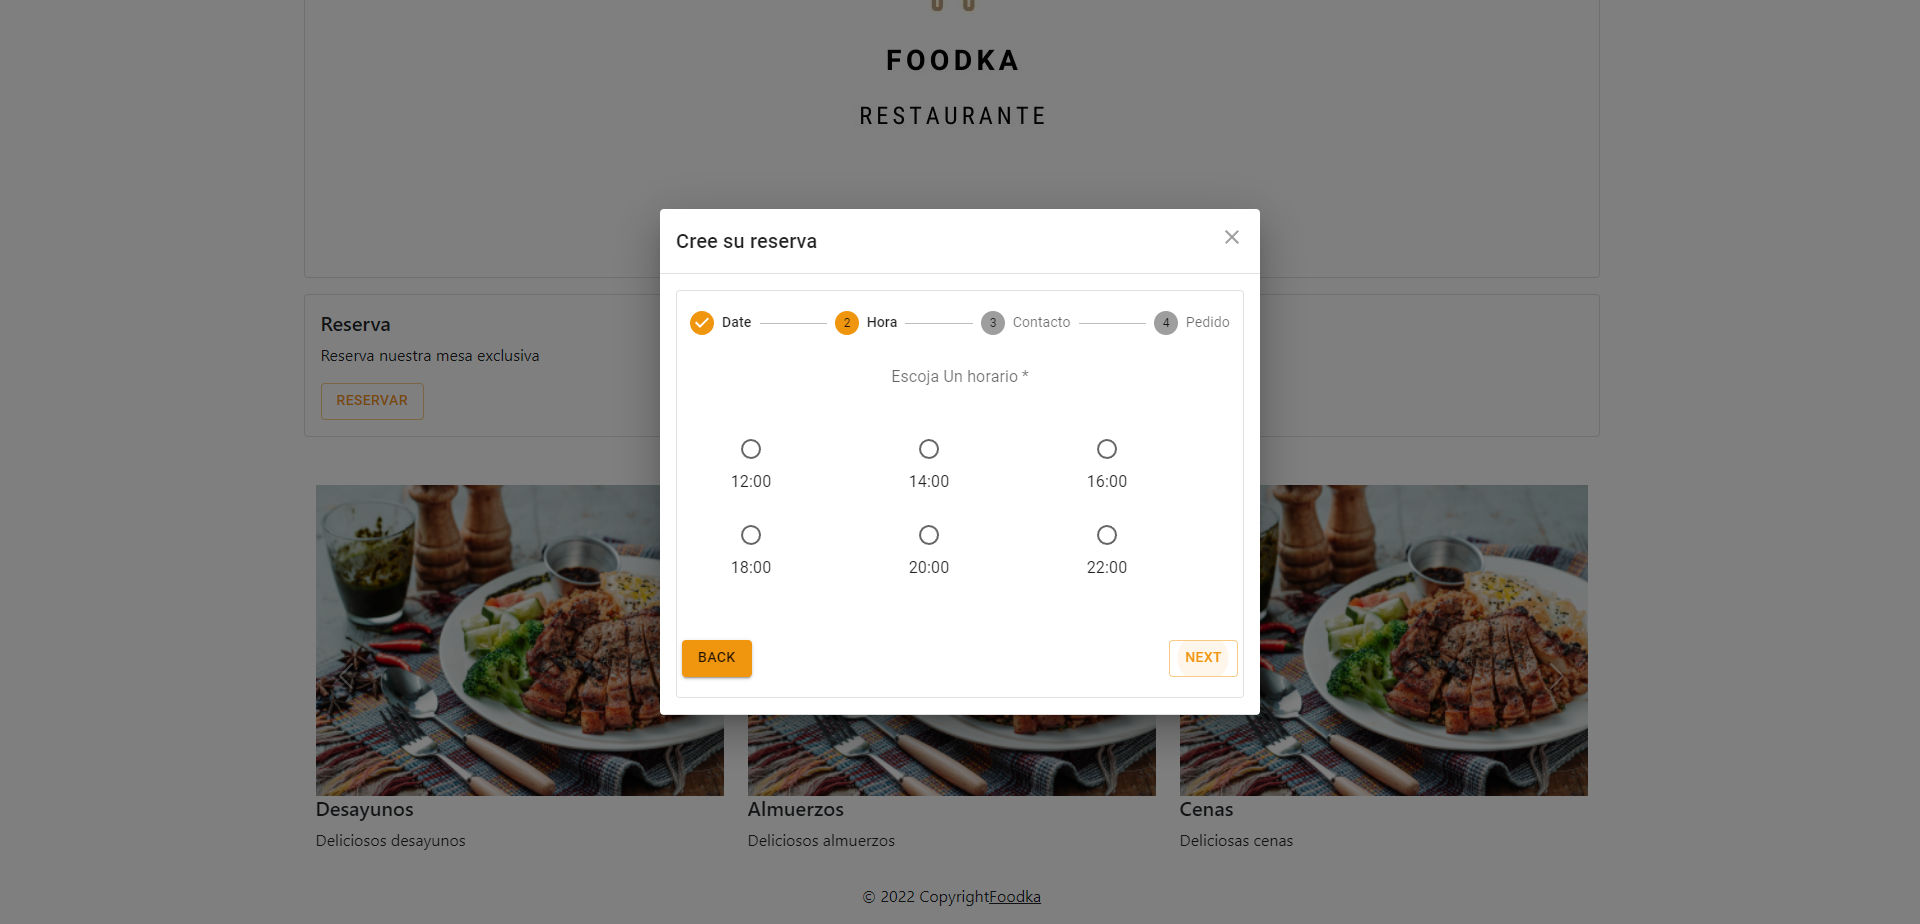 FOODKA
RESTAURANTE
Cree su reserva
Date
2 Hora
3 Contacto
4 Pedido
Escoja Un horario *
12:00
14:00
16:00
18:00
20:00
22:00
BACK
NEXT
Reserva
Reserva nuestra mesa exclusiva
RESERVAR
Desayunos
Deliciosos desayunos
Almuerzos
Deliciosos almuerzos
Cenas
Deliciosas cenas
© 2022 CopyrightFoodka